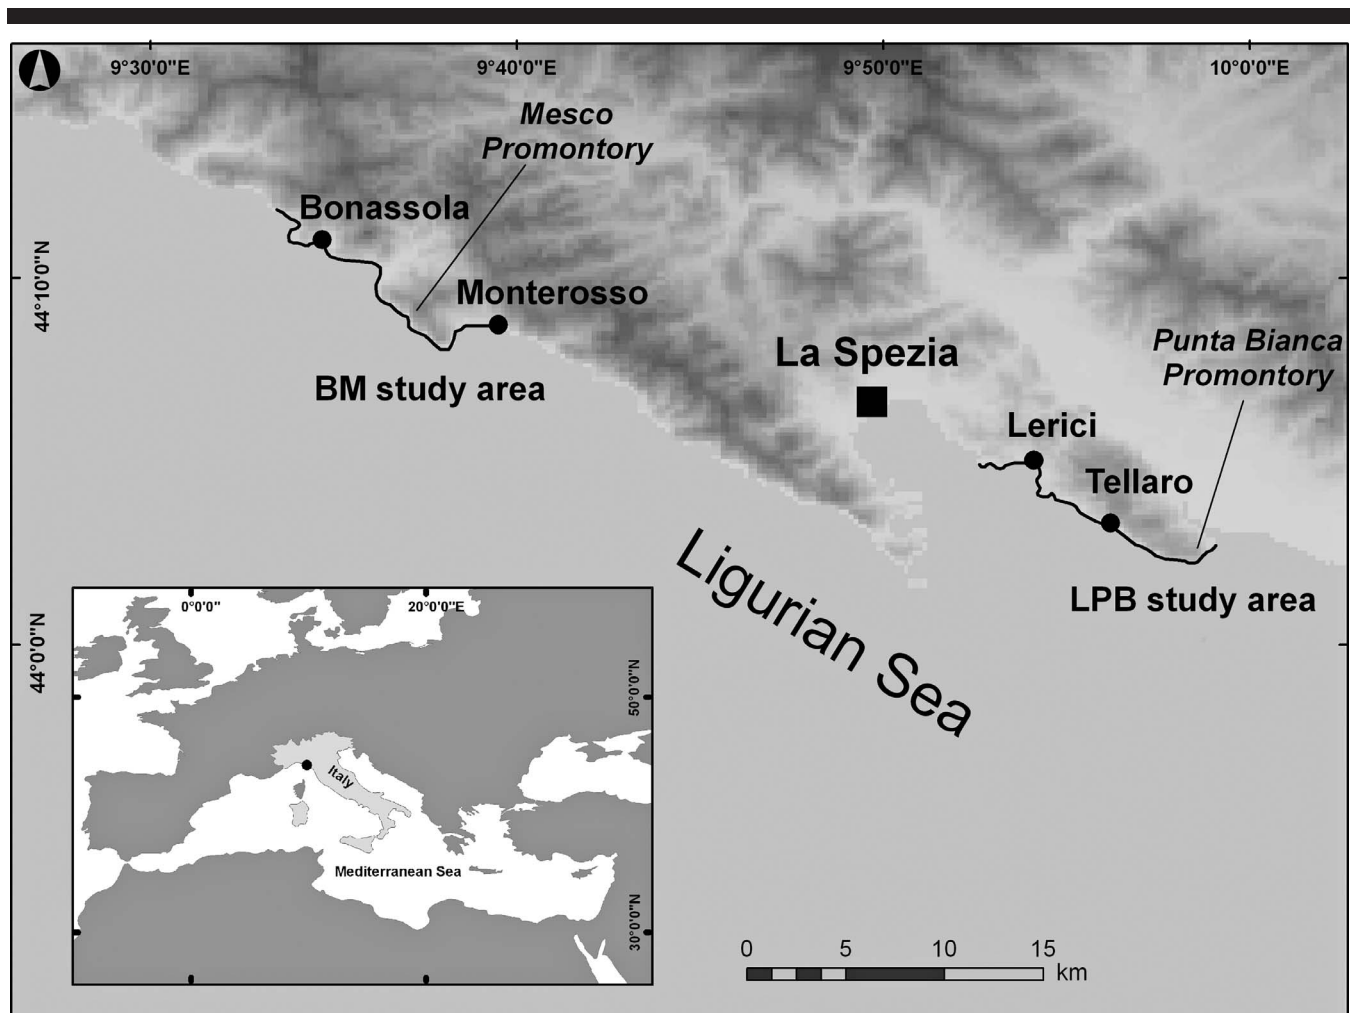 9°30'0"E
9°40'0"E
9°50'0"E
10°0'0"E
Mesco
Promontory
Bonassola
44°10'0"N
Monterosso
Punta Bianca
Promontory
La Spezia
BM study area
Lerici
Tellaro
Ligurian Sea
LPB study area
44°0'0"N
0°0'0"
20°0'0"E
50°0'0"N
Italy
Mediterranean Sea
30°0'0"N
0
5
10
15
km